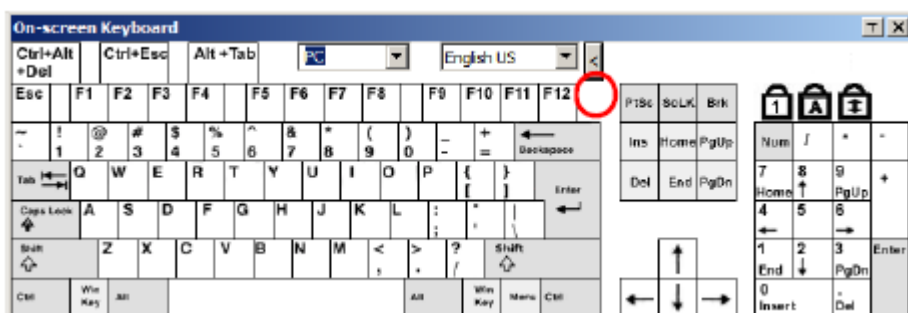 On-screen Keyboard T X
Ctrl+Alt +Del Ctrl+Esc Alt +Tab PC English US <
Esc F1 F2 F3 F4 F5 F6 F7 F8 F9 F10 F11 F12 PtSc ScLK Brk 1 A
~ ! @ # $ % ^ & * ( ) _ +
` 1 2 3 4 5 6 7 8 9 0 - = Backspace Ins Home PgUp Num / * -
Tab Q W E R T Y U I O P { }
[ ] Enter Del End PgDn 7 Home 8 9 PgUp +
Caps Lock A S D F G H J K L : " |
; ' \ 4 5 6
Shift Z X C V B N M < > ? Shift
, . / 1 End 2 3 PgDn Enter
Ctrl Win Key Alt Alt Win Key Menu Ctrl 0 Insert . Del